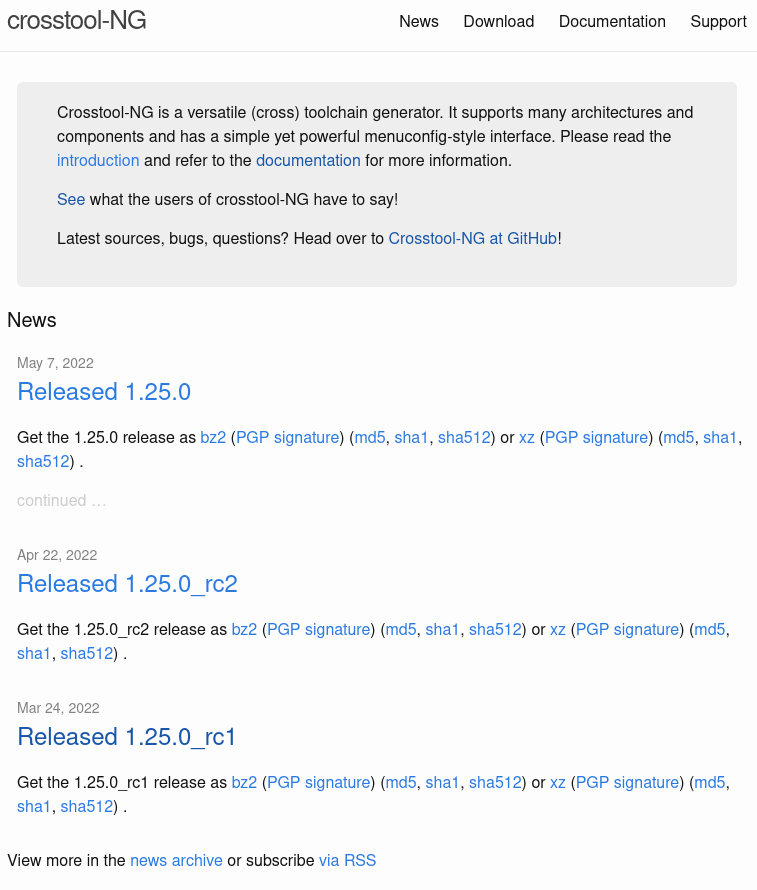 crosstool-NG
News Download Documentation Support
Crosstool-NG is a versatile (cross) toolchain generator. It supports many architectures and
components and has a simple yet powerful menuconfig-style interface. Please read the
introduction and refer to the documentation for more information.
See what the users of crosstool-NG have to say!
Latest sources, bugs, questions? Head over to Crosstool-NG at GitHub!
News
May 7, 2022
Released 1.25.0
Get the 1.25.0 release as bz2 (PGP signature) (md5, sha1, sha512) or xz (PGP signature) (md5, sha1,
sha512) .
continued …
Apr 22, 2022
Released 1.25.0_rc2
Get the 1.25.0_rc2 release as bz2 (PGP signature) (md5, sha1, sha512) or xz (PGP signature) (md5,
sha1, sha512) .
Mar 24, 2022
Released 1.25.0_rc1
Get the 1.25.0_rc1 release as bz2 (PGP signature) (md5, sha1, sha512) or xz (PGP signature) (md5,
sha1, sha512) .
View more in the news archive or subscribe via RSS